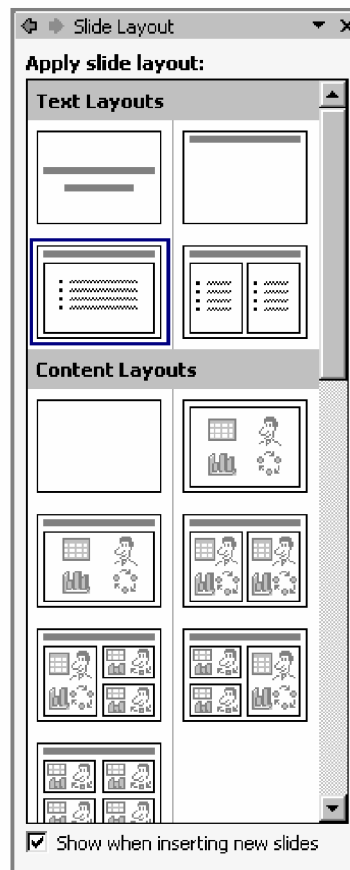 Slide Layout
Apply slide layout:
Text Layouts
Content Layouts
Show when inserting new slides